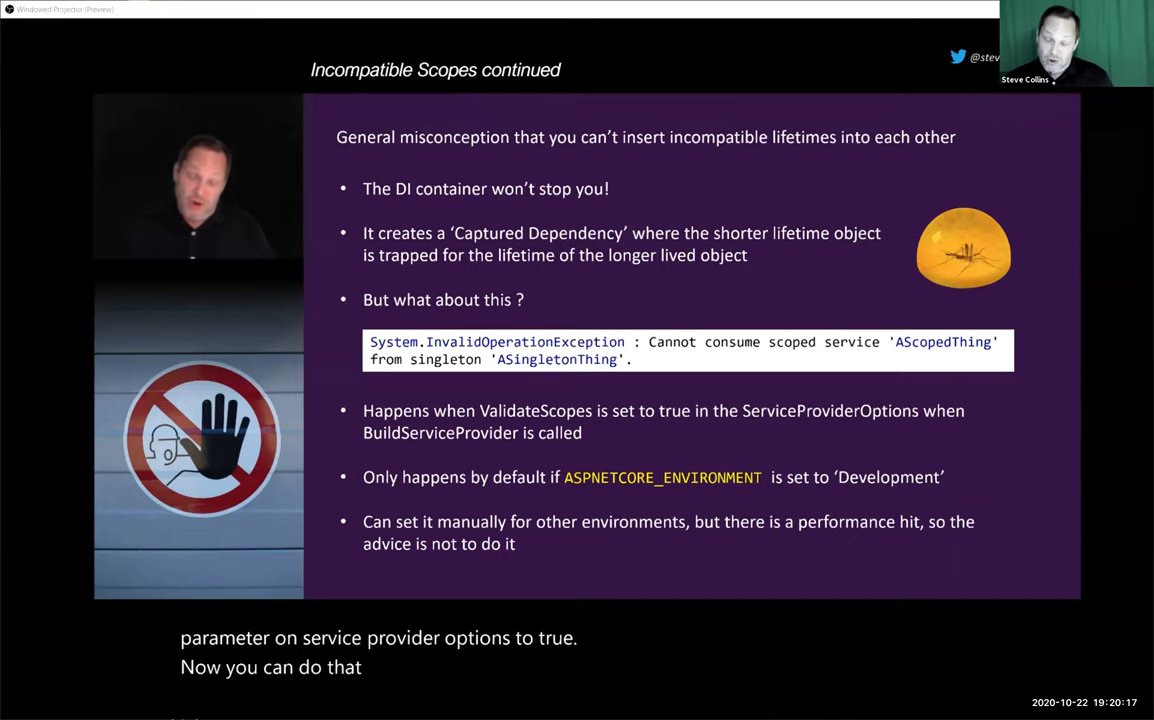 Windowed Projector (Preview)
Incompatible Scopes continued
@stev
Steve Collins
General misconception that you can't insert incompatible lifetimes into each other
• The DI container won't stop you!
• It creates a 'Captured Dependency' where the shorter lifetime object
is trapped for the lifetime of the longer lived object
• But what about this ?
System.InvalidOperationException : Cannot consume scoped service 'AScopedThing'
from singleton 'ASingletonThing'.
• Happens when ValidateScopes is set to true in the ServiceProviderOptions when
BuildServiceProvider is called
• Only happens by default if ASPNETCORE_ENVIRONMENT is set to 'Development'
• Can set it manually for other environments, but there is a performance hit, so the
advice is not to do it
parameter on service provider options to true.
Now you can do that
2020-10-22 19:20:17